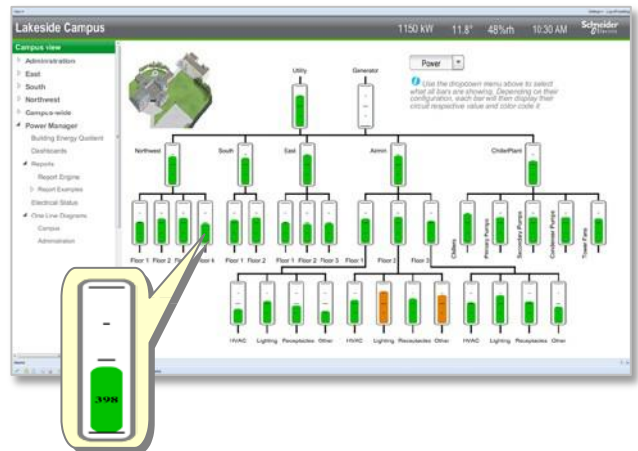 Lakeside Campus
1150 kW 11.8° 48%rh 10:30 AM
Schneider
Electric
Campus view
Administration
East
South
Northwest
Campus-wide
Power Manager
Building Energy Quotient
Dashboards
Reports
Report Engine
Report Examples
Electrical Status
One Line Diagrams
Campus
Administration
Power
Use the dropdown menu above to select
what all bars are showing. Depending on their
configuration, each bar will then display their
circuit respective value and color code it
Utility Generator
Northwest South East Admin ChillerPlant
Floor 1 Floor 2 Floor 3 Floor 4 Floor 1 Floor 2 Floor 1 Floor 2 Floor 3 Floor 1 Floor 2 Floor 3
Chillers Primary Pumps Secondary Pumps Condenser Pumps Tower Fans
HVAC Lighting Receptacles Other HVAC Lighting Receptacles Other HVAC Lighting Receptacles Other
398